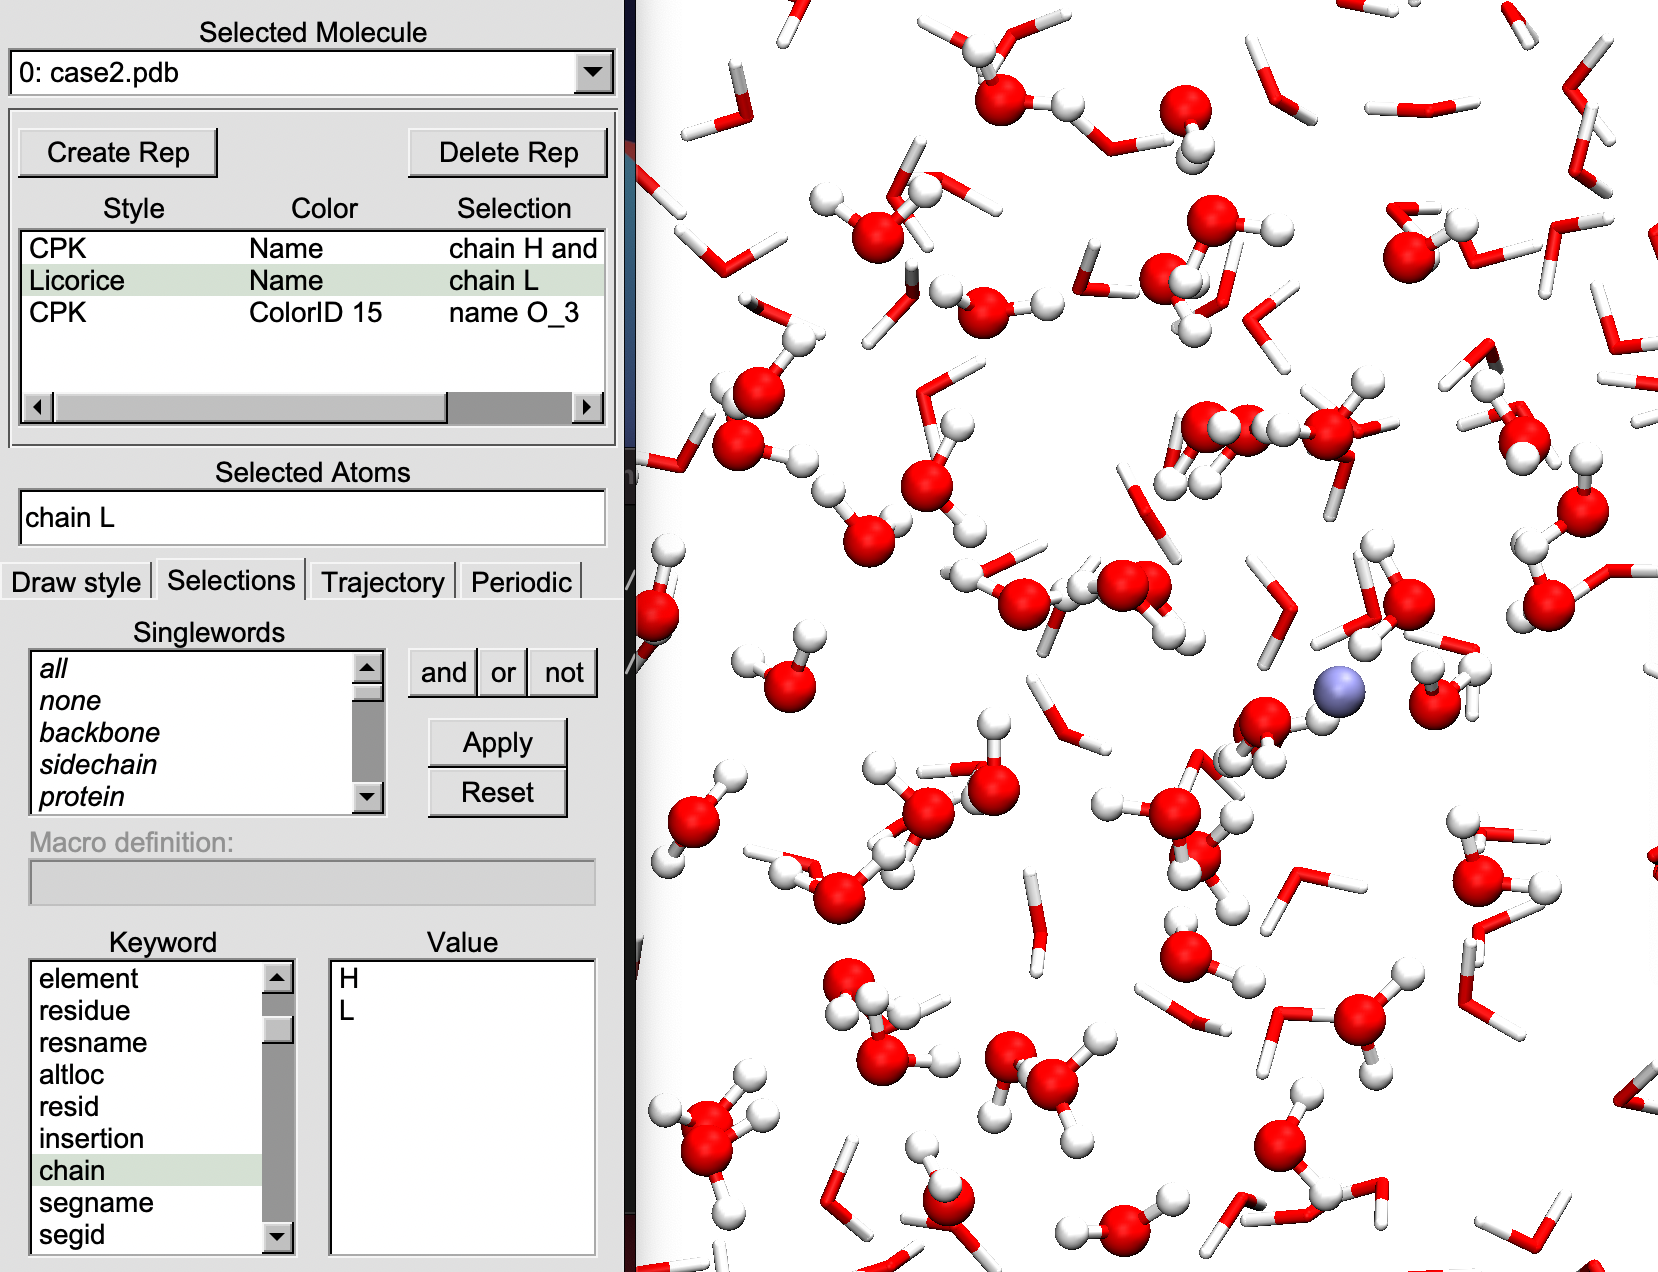 Selected Molecule
0: case2.pdb
Create Rep Delete Rep
Style Color Selection
CPK Name chain H and
Licorice Name chain L
CPK ColorID 15 name O_3
Selected Atoms
chain L
Draw style Selections Trajectory Periodic
Singlewords
all
none
backbone
sidechain
protein
and or not
Apply
Reset
Macro definition:
Keyword
element
residue
resname
altloc
resid
insertion
chain
segname
segid
Value
H
L